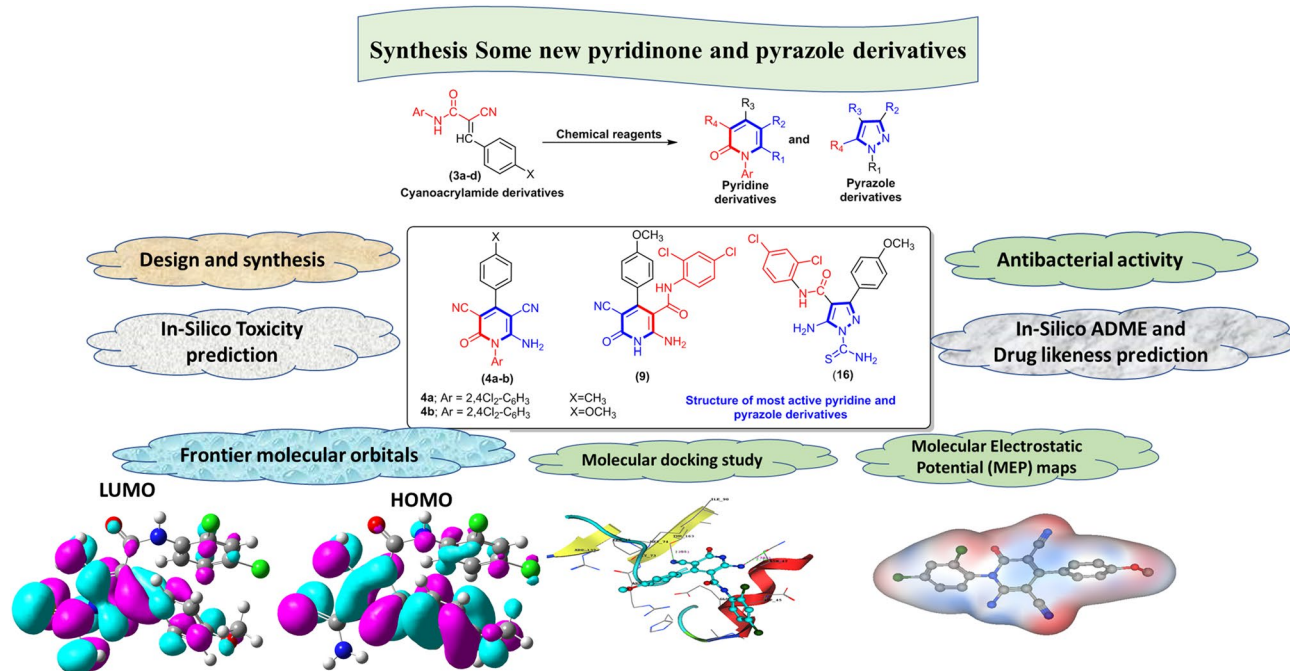 Synthesis Some new pyridinone and pyrazole derivatives
O
Ar
CN
N
H
HC
X
(3a-d)
Cyanoacrylamide derivatives
Chemical reagents
R3
R4
R2
O
N
R1
Ar
Pyridine
derivatives
and
R3
R2
R4
N
N
R1
Pyrazole
derivatives
Design and synthesis
In-Silico Toxicity
prediction
X
NC
CN
O
N
NH2
Ar
(4a-b)
4a; Ar = 2,4Cl2-C6H3 X=CH3
4b; Ar = 2,4Cl2-C6H3 X=OCH3
OCH3
Cl
Cl
HN
NC
O
O
N
H
NH2
(9)
Cl
Cl
OCH3
O
N
H
H2N
N
N
S
NH2
(16)
Structure of most active pyridine and
pyrazole derivatives
Antibacterial activity
In-Silico ADME and
Drug likeness prediction
Frontier molecular orbitals
Molecular docking study
Molecular Electrostatic
Potential (MEP) maps
LUMO
HOMO